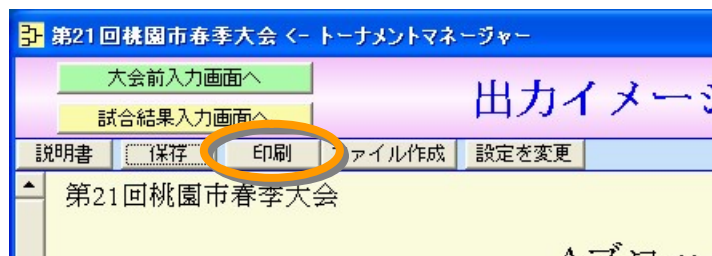 第21回桃園市春季大会 <- トーナメントマネージャー
大会前入力画面へ
試合結果入力画面へ
出力イメージ
説明書 保存 印刷 ファイル作成 設定を変更
第21回桃園市春季大会